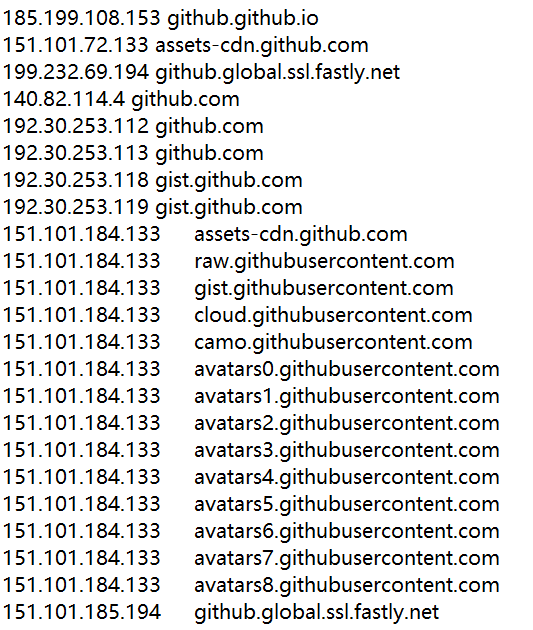 185.199.108.153 github.github.io
151.101.72.133 assets-cdn.github.com
199.232.69.194 github.global.ssl.fastly.net
140.82.114.4 github.com
192.30.253.112 github.com
192.30.253.113 github.com
192.30.253.118 gist.github.com
192.30.253.119 gist.github.com
151.101.184.133 assets-cdn.github.com
151.101.184.133 raw.githubusercontent.com
151.101.184.133 gist.githubusercontent.com
151.101.184.133 cloud.githubusercontent.com
151.101.184.133 camo.githubusercontent.com
151.101.184.133 avatars0.githubusercontent.com
151.101.184.133 avatars1.githubusercontent.com
151.101.184.133 avatars2.githubusercontent.com
151.101.184.133 avatars3.githubusercontent.com
151.101.184.133 avatars4.githubusercontent.com
151.101.184.133 avatars5.githubusercontent.com
151.101.184.133 avatars6.githubusercontent.com
151.101.184.133 avatars7.githubusercontent.com
151.101.184.133 avatars8.githubusercontent.com
151.101.185.194 github.global.ssl.fastly.net